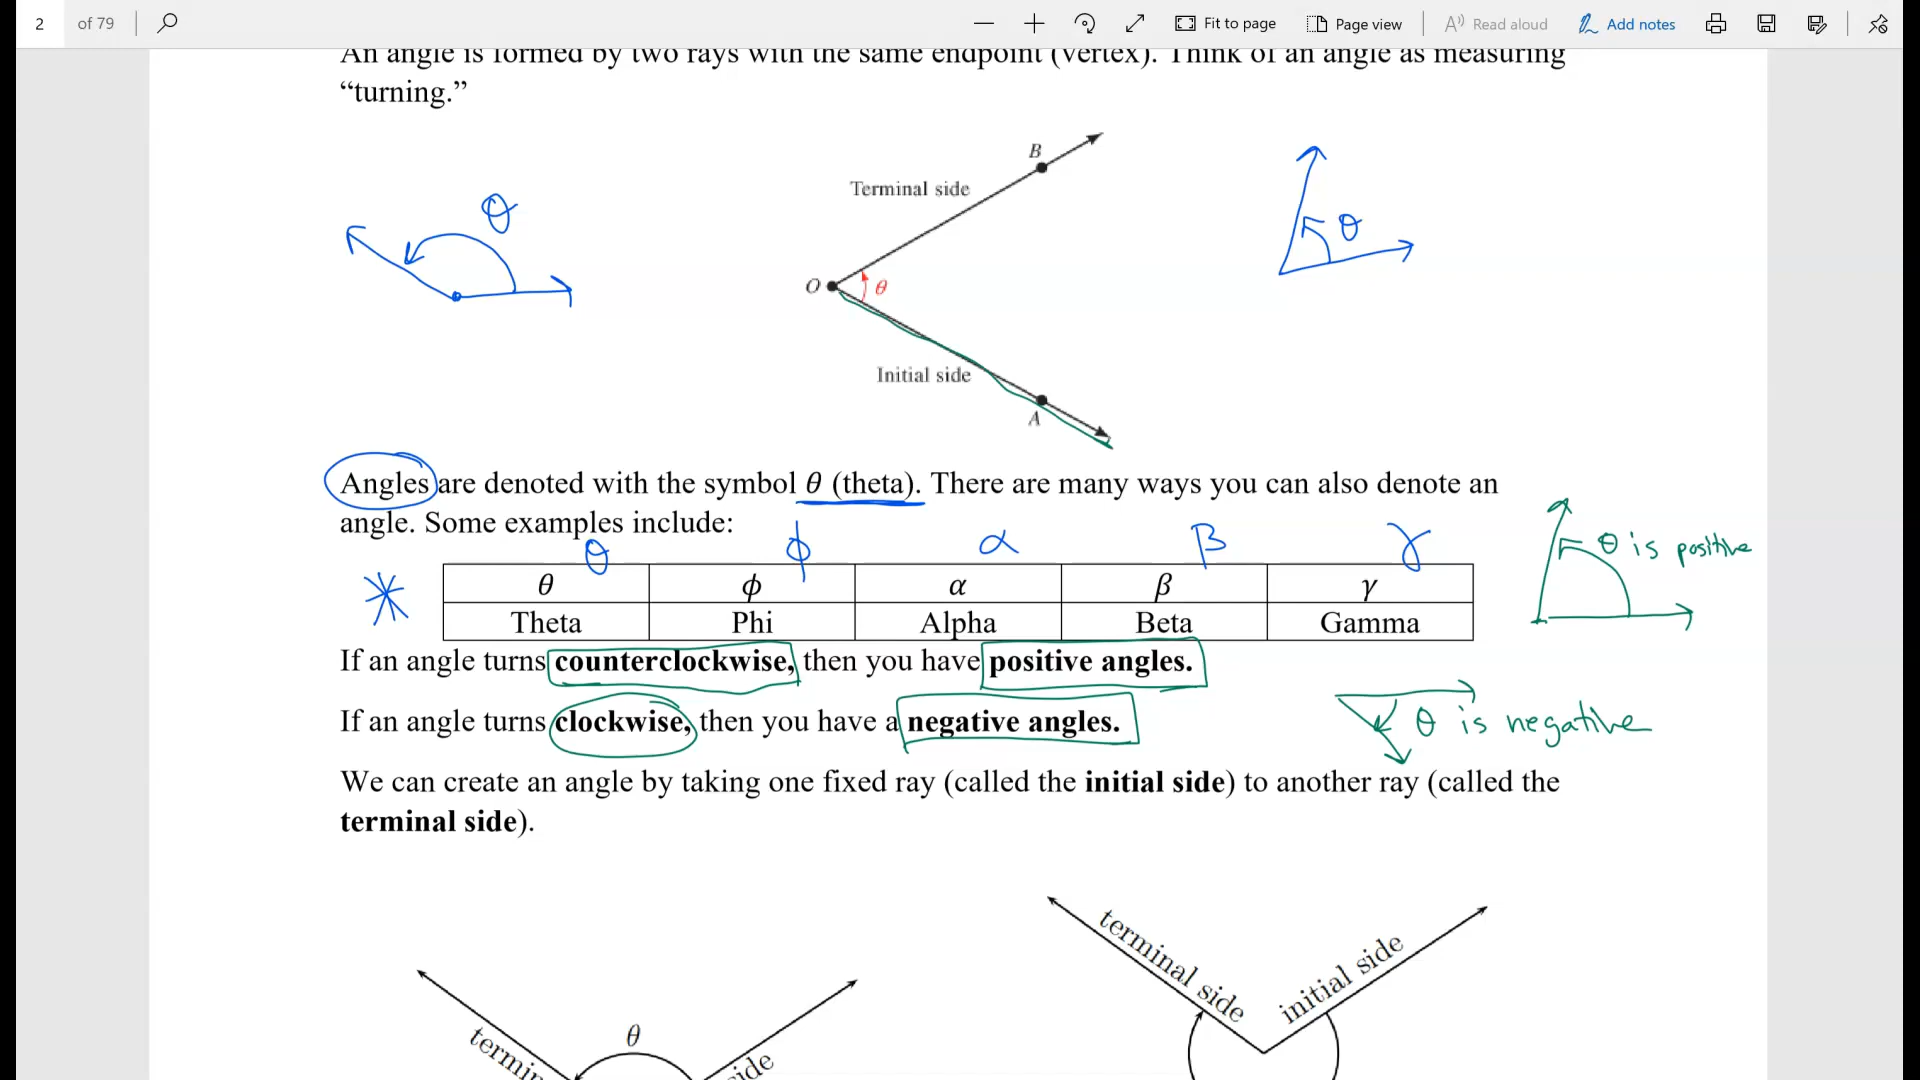 2 of 79 Fit to page Page view Read aloud Add notes
An angle is formed by two rays with the same endpoint (vertex). Think of an angle as measuring
“turning.”
B
Terminal side
θ
θ
O θ
Initial side
A
Angles are denoted with the symbol θ (theta). There are many ways you can also denote an
angle. Some examples include:
θ ϕ α β γ
θ is positive
θ ϕ α β γ
Theta Phi Alpha Beta Gamma
If an angle turns counterclockwise, then you have positive angles.
If an angle turns clockwise, then you have a negative angles.
θ is negative
We can create an angle by taking one fixed ray (called the initial side) to another ray (called the
terminal side).
terminal side
initial side
θ
termin
side